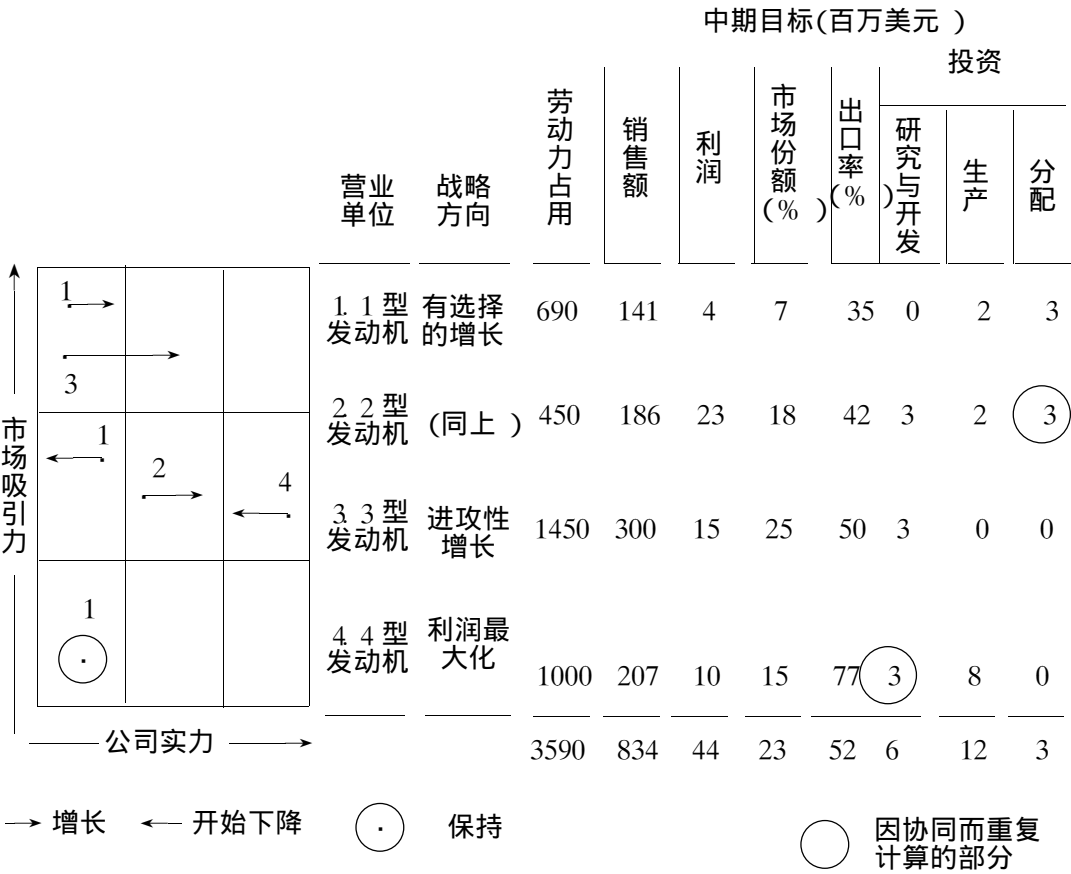 中期目标(百万美元 )
投资
营业单位
战略方向
劳动力占用
销售额
利润
市场份额(% )
出口率(% )
研究与开发
生产
分配
1. 1 型
发动机
有选择
的增长
690 141 4 7 35 0 2 3
2. 2 型
发动机
(同上 )
450 186 23 18 42 3 2 3
3. 3 型
发动机
进攻性
增长
1450 300 15 25 50 3 0 0
4. 4 型
发动机
利润最
大化
1000 207 10 15 77 3 8 0
3590 834 44 23 52 6 12 3
市场吸引力
1
3
1
2
4
1
公司实力
增长 开始下降 保持
因协同而重复
计算的部分